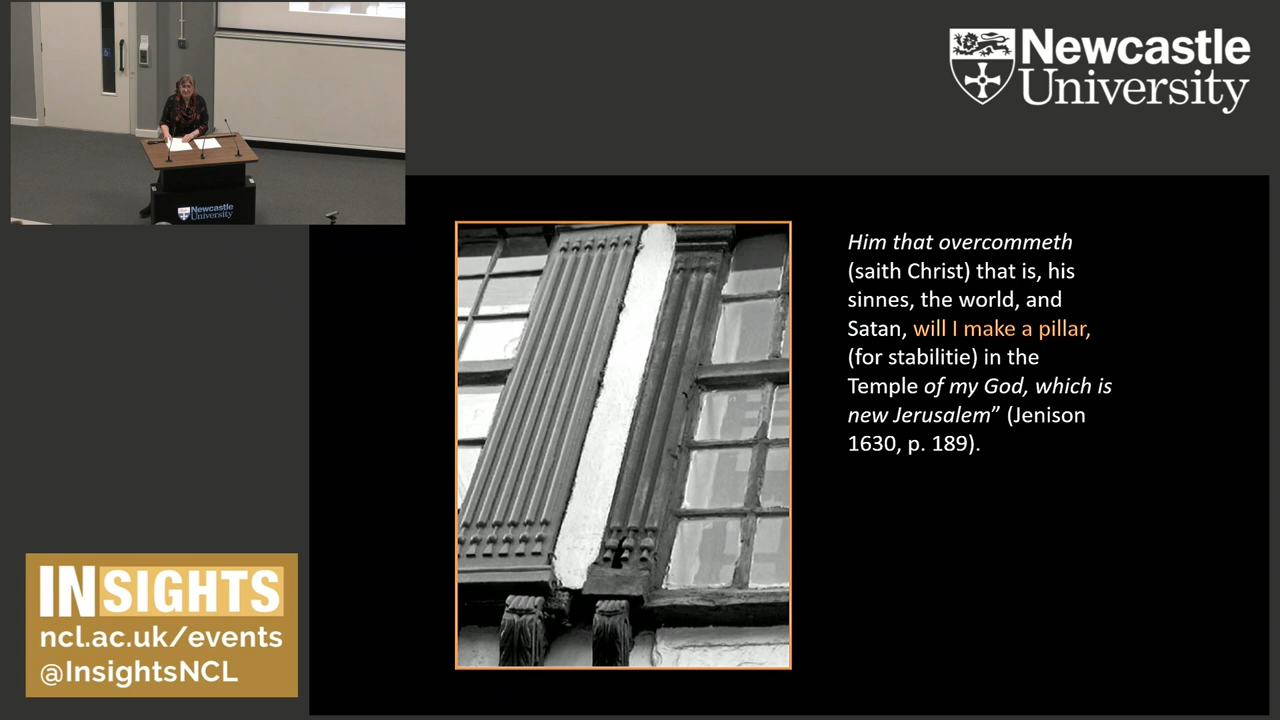 Newcastle
University
Newcastle
University
Him that overcommeth
(saith Christ) that is, his
sinnes, the world, and
Satan, will I make a pillar,
(for stabilitie) in the
Temple of my God, which is
new Jerusalem” (Jenison
1630, p. 189).
INSIGHTS
ncl.ac.uk/events
@InsightsNCL